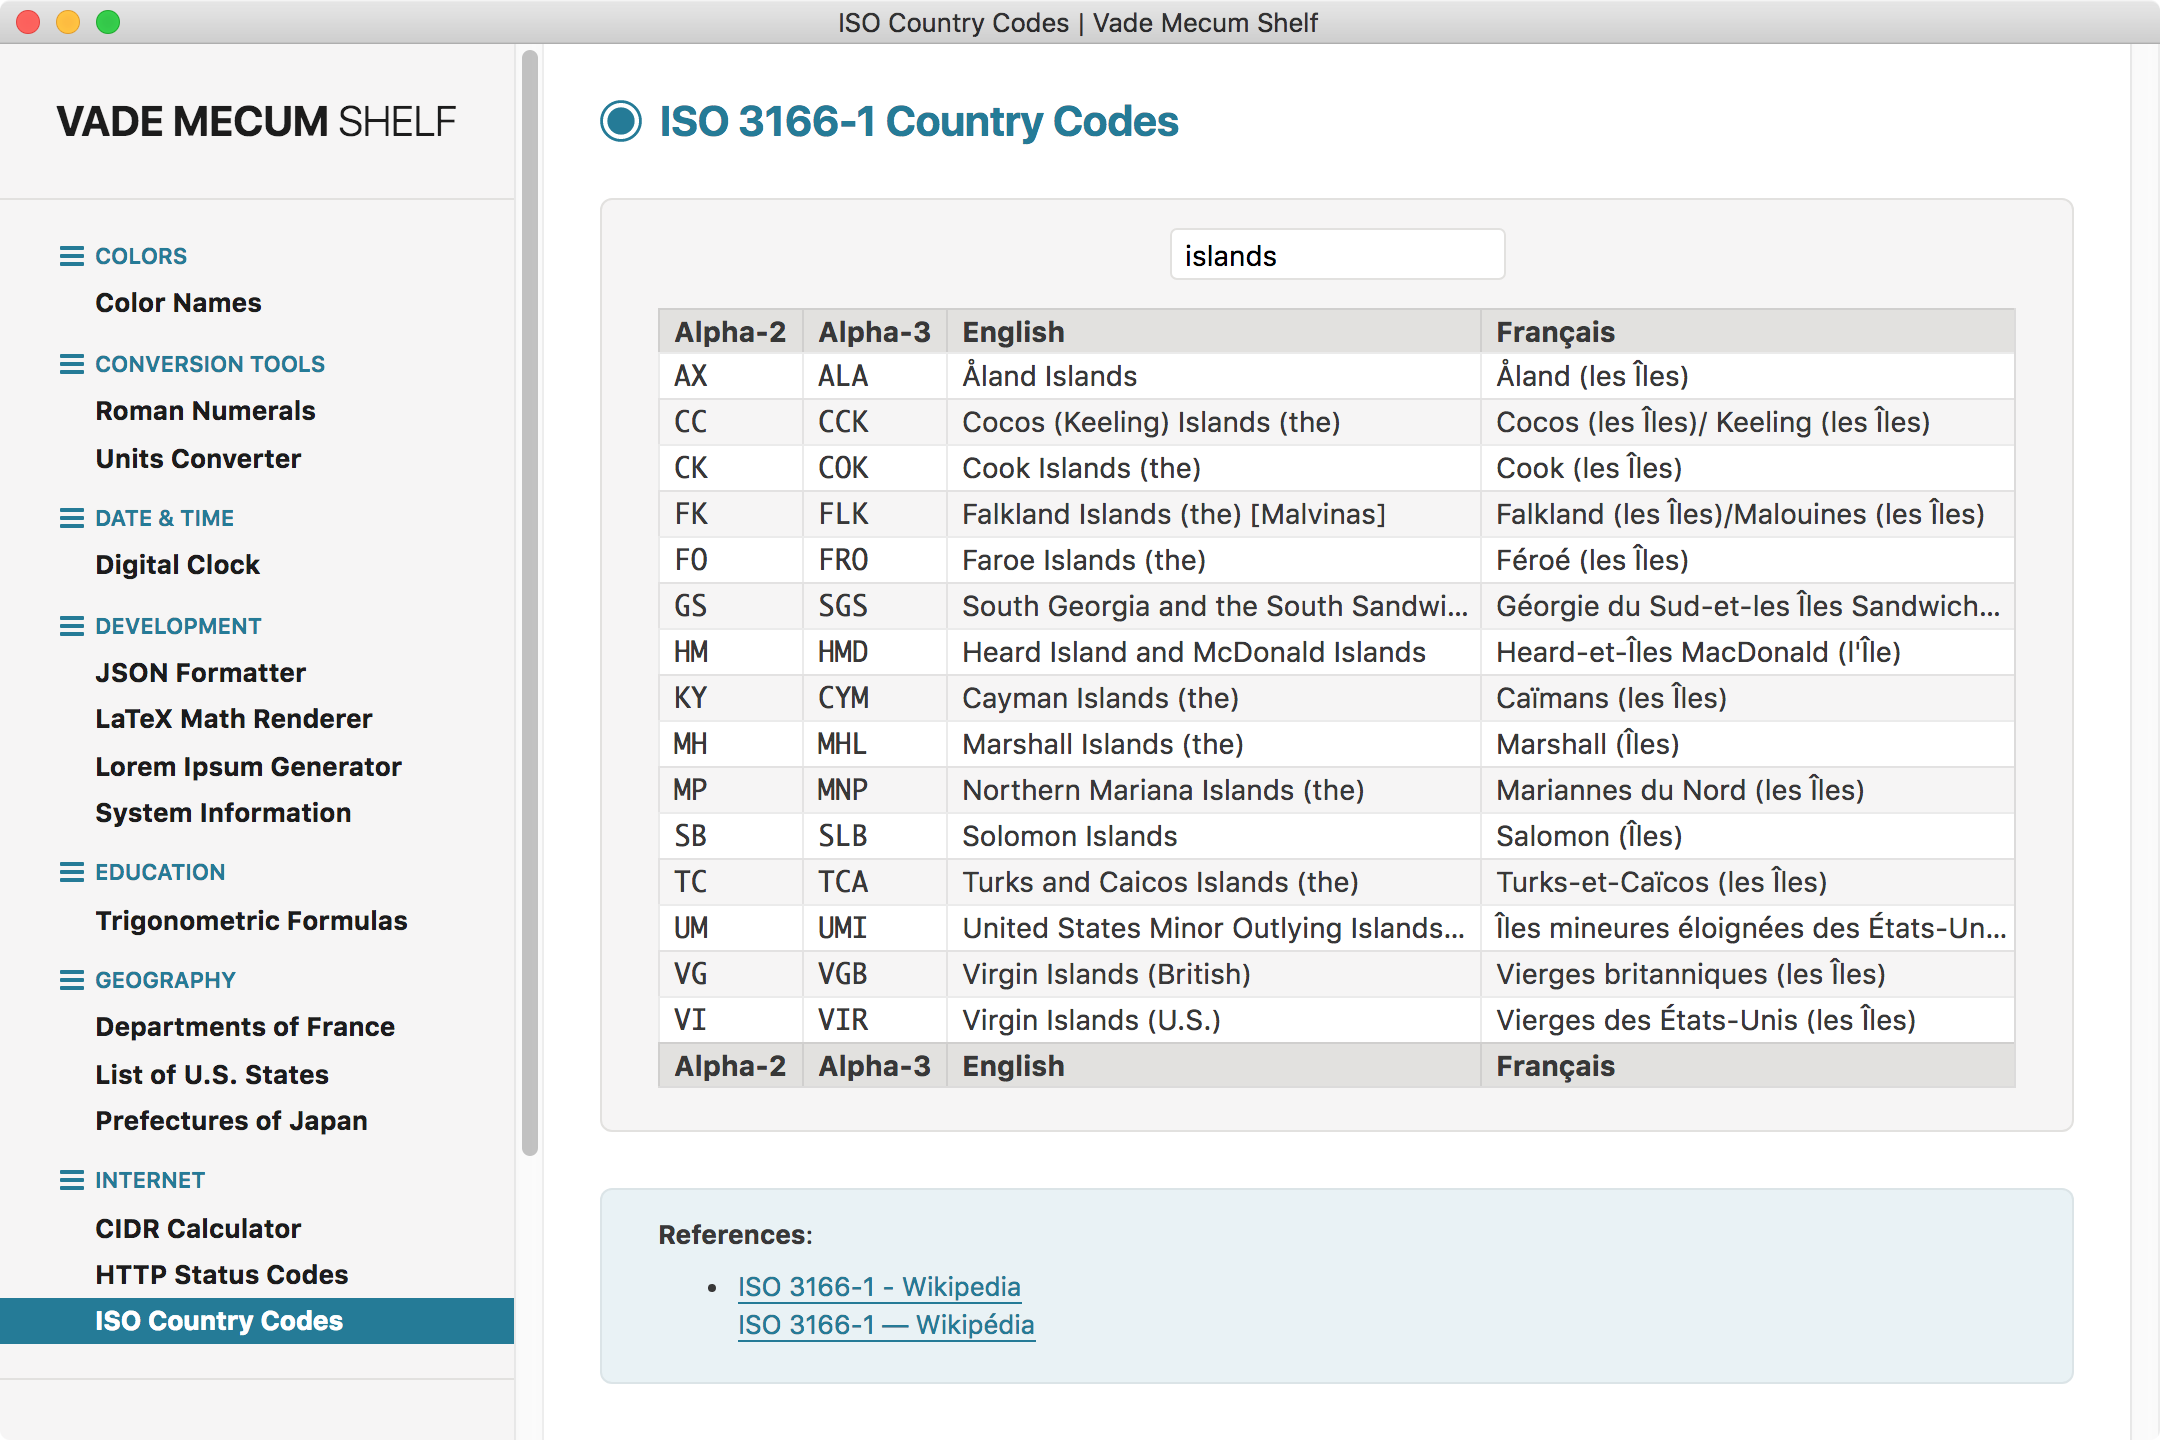 ISO Country Codes | Vade Mecum Shelf
VADE MECUM SHELF
COLORS
Color Names
CONVERSION TOOLS
Roman Numerals
Units Converter
DATE & TIME
Digital Clock
DEVELOPMENT
JSON Formatter
LaTeX Math Renderer
Lorem Ipsum Generator
System Information
EDUCATION
Trigonometric Formulas
GEOGRAPHY
Departments of France
List of U.S. States
Prefectures of Japan
INTERNET
CIDR Calculator
HTTP Status Codes
ISO Country Codes
ISO 3166-1 Country Codes
islands
Alpha-2 Alpha-3 English Français
AX ALA Åland Islands Åland (les Îles)
CC CCK Cocos (Keeling) Islands (the) Cocos (les Îles)/ Keeling (les Îles)
CK COK Cook Islands (the) Cook (les Îles)
FK FLK Falkland Islands (the) [Malvinas] Falkland (les Îles)/Malouines (les Îles)
FO FRO Faroe Islands (the) Féroé (les Îles)
GS SGS South Georgia and the South Sandwi... Géorgie du Sud-et-les Îles Sandwich...
HM HMD Heard Island and McDonald Islands Heard-et-Îles MacDonald (l'Île)
KY CYM Cayman Islands (the) Caïmans (les Îles)
MH MHL Marshall Islands (the) Marshall (Îles)
MP MNP Northern Mariana Islands (the) Mariannes du Nord (les Îles)
SB SLB Solomon Islands Salomon (Îles)
TC TCA Turks and Caicos Islands (the) Turks-et-Caïcos (les Îles)
UM UMI United States Minor Outlying Islands... Îles mineures éloignées des États-Un...
VG VGB Virgin Islands (British) Vierges britanniques (les Îles)
VI VIR Virgin Islands (U.S.) Vierges des États-Unis (les Îles)
Alpha-2 Alpha-3 English Français
References:
• ISO 3166-1 - Wikipedia
ISO 3166-1 — Wikipédia